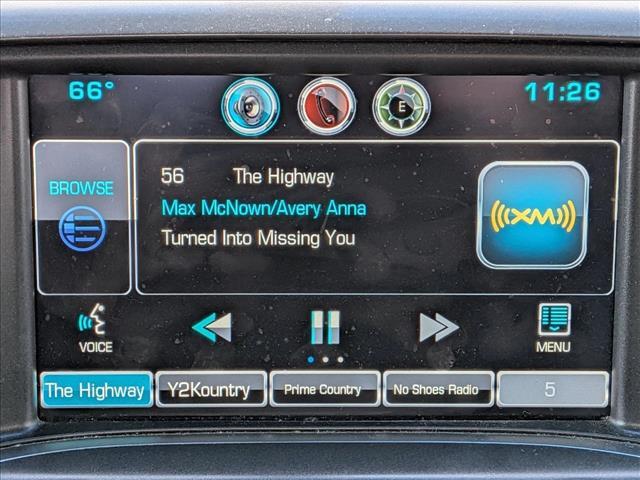 66°
E
11:26
BROWSE
56 The Highway
Max McNown/Avery Anna
Turned Into Missing You
((XM))
VOICE
MENU
The Highway
Y2Kountry
Prime Country
No Shoes Radio
5